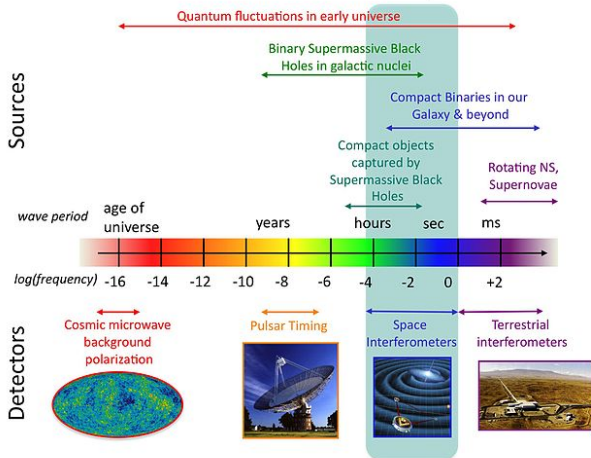 Quantum fluctuations in early universe
Binary Supermassive Black
Holes in galactic nuclei
Compact Binaries in our
Galaxy & beyond
Compact objects
captured by
Supermassive Black
Holes
Rotating NS,
Supernovae
Sources
wave period
age of
universe
years
hours
sec
ms
log(frequency)
-16
-14
-12
-10
-8
-6
-4
-2
0
+2
Detectors
Cosmic microwave
background
polarization
Pulsar Timing
Space
Interferometers
Terrestrial
interferometers